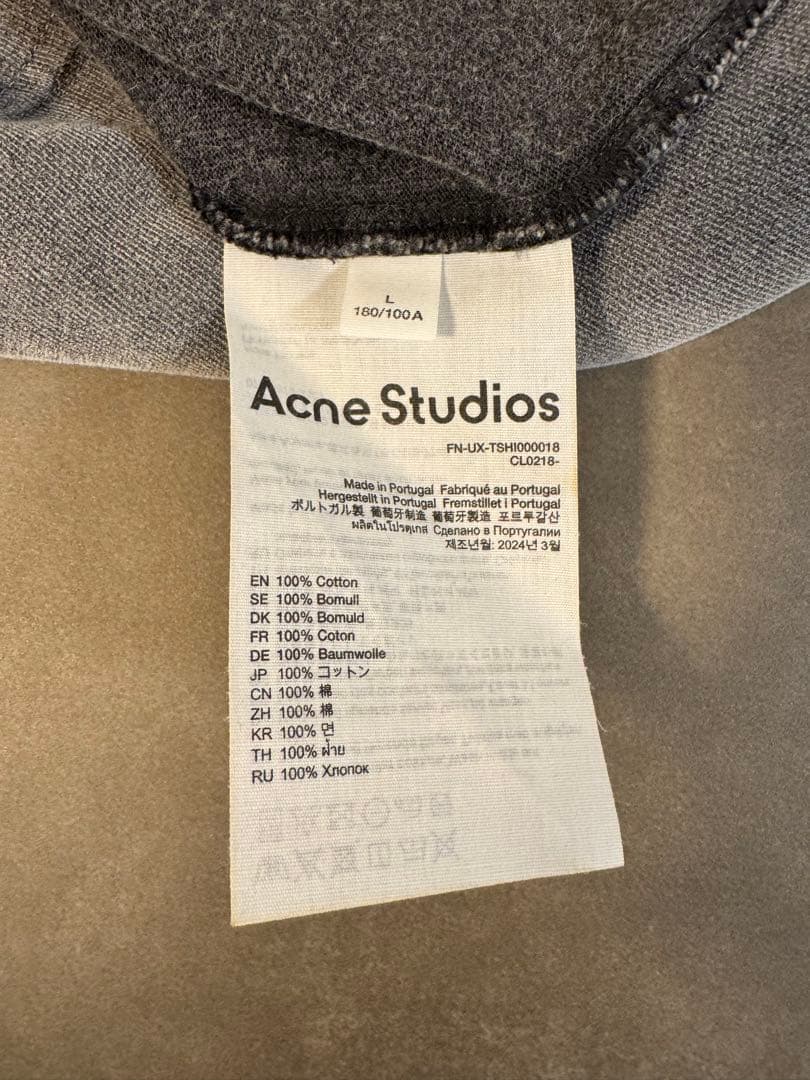 L
180/100A
Acne Studios
FN-UX-TSHI000018
CL0218-
Made in Portugal Fabriqué au Portugal
Hergestellt in Portugal Fremstillet i Portugal
ポルトガル製 葡萄牙制造 葡萄牙製造 포르투갈산
ผลิตในโปรตุเกส Сделано в Португалии
제조년월: 2024년 3월
EN 100% Cotton
SE 100% Bomull
DK 100% Bomuld
FR 100% Coton
DE 100% Baumwolle
JP 100% コットン
CN 100% 棉
ZH 100% 棉
KR 100% 면
TH 100% ฝ้าย
RU 100% Хлопок